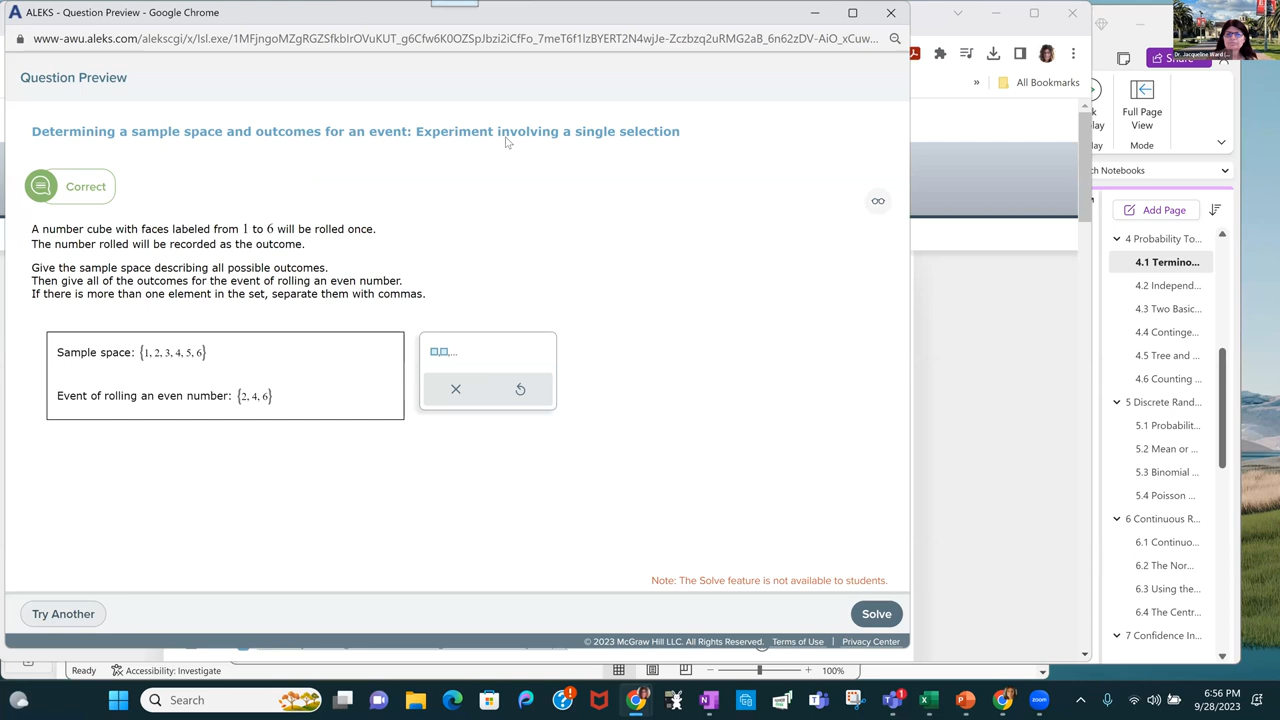 ALEKS - Question Preview - Google Chrome
Question Preview
Determining a sample space and outcomes for an event: Experiment involving a single selection
Correct
A number cube with faces labeled from 1 to 6 will be rolled once.
The number rolled will be recorded as the outcome.
Give the sample space describing all possible outcomes.
Then give all of the outcomes for the event of rolling an even number.
If there is more than one element in the set, separate them with commas.
Sample space: {1, 2, 3, 4, 5, 6}
Event of rolling an even number: {2, 4, 6}
,,...
Note: The Solve feature is not available to students.
Try Another
Solve
© 2023 McGraw Hill LLC. All Rights Reserved. Terms of Use | Privacy Center
» All Bookmarks
Share
Dr. Jacqueline Ward
Full Page
View
Mode
Notebooks
Add Page
4 Probability To...
4.1 Termino...
4.2 Independ...
4.3 Two Basic...
4.4 Continge...
4.5 Tree and ...
4.6 Counting ...
5 Discrete Rand...
5.1 Probabilit...
5.2 Mean or ...
5.3 Binomial ...
5.4 Poisson ...
6 Continuous R...
6.1 Continuo...
6.2 The Nor...
6.3 Using the...
6.4 The Centr...
7 Confidence In...
Ready
Accessibility: Investigate
100%
Search
1
zoom
6:56 PM
9/28/2023